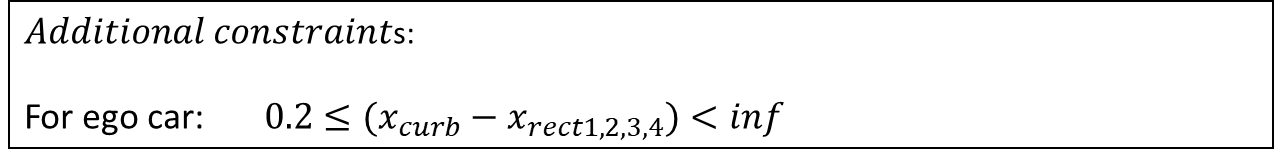 Additional constraints:
For ego car: 0.2 ≤ (x_curb − x_rect1,2,3,4) < inf